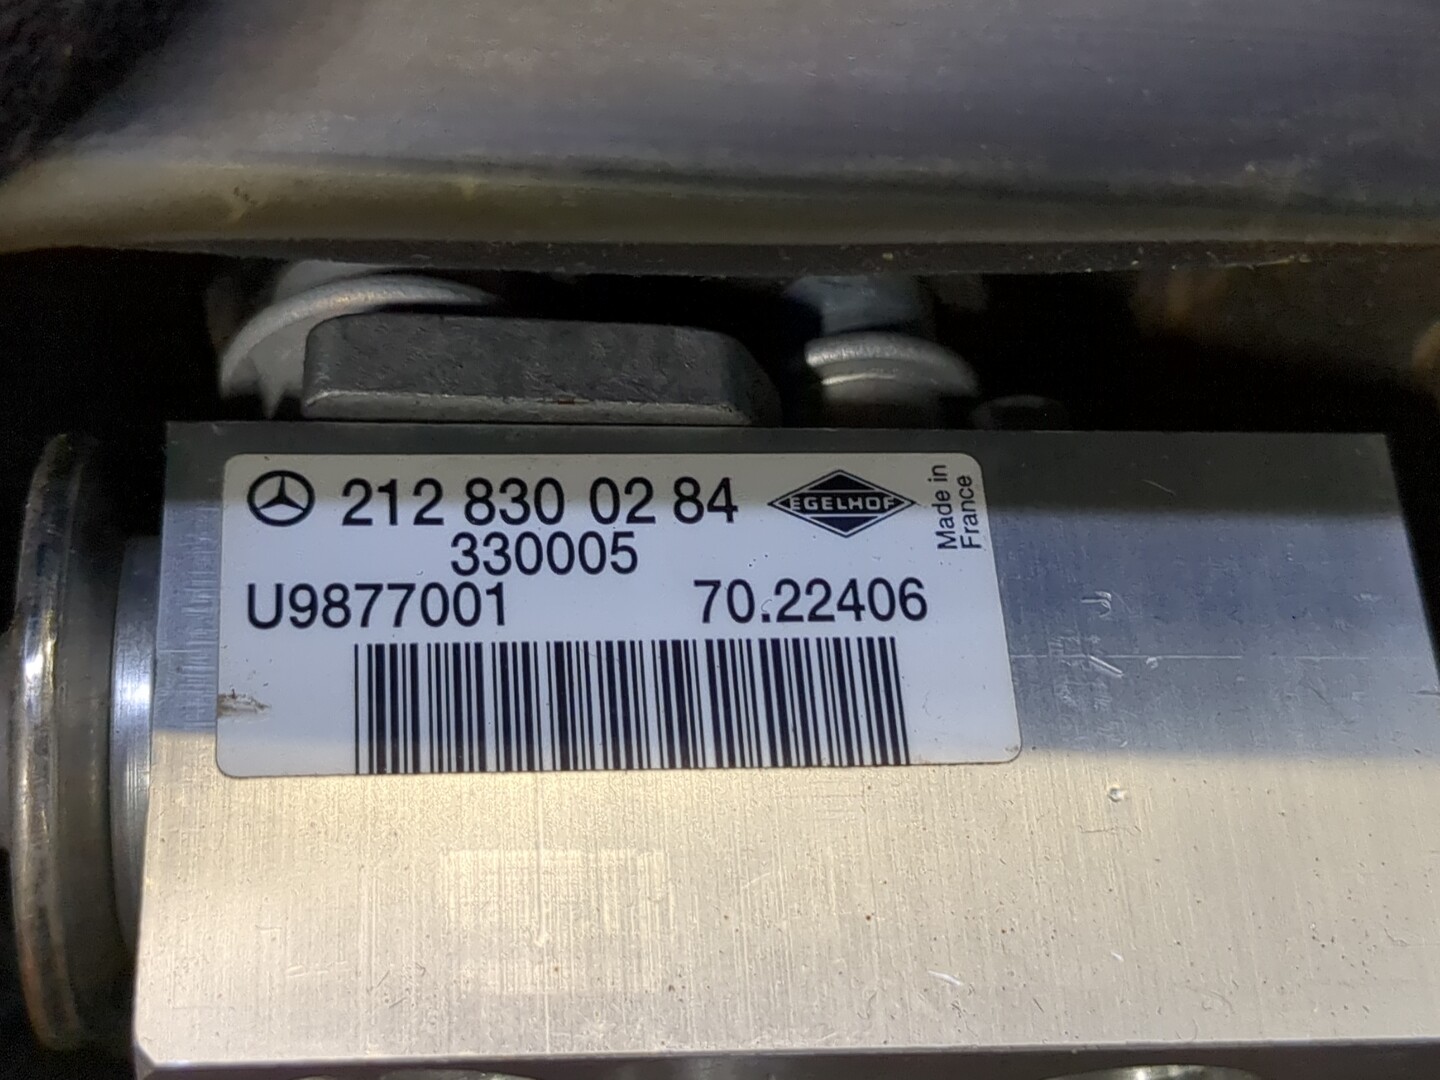 212 830 02 84
EGELHOF
Made in
France
330005
U9877001 70.22406